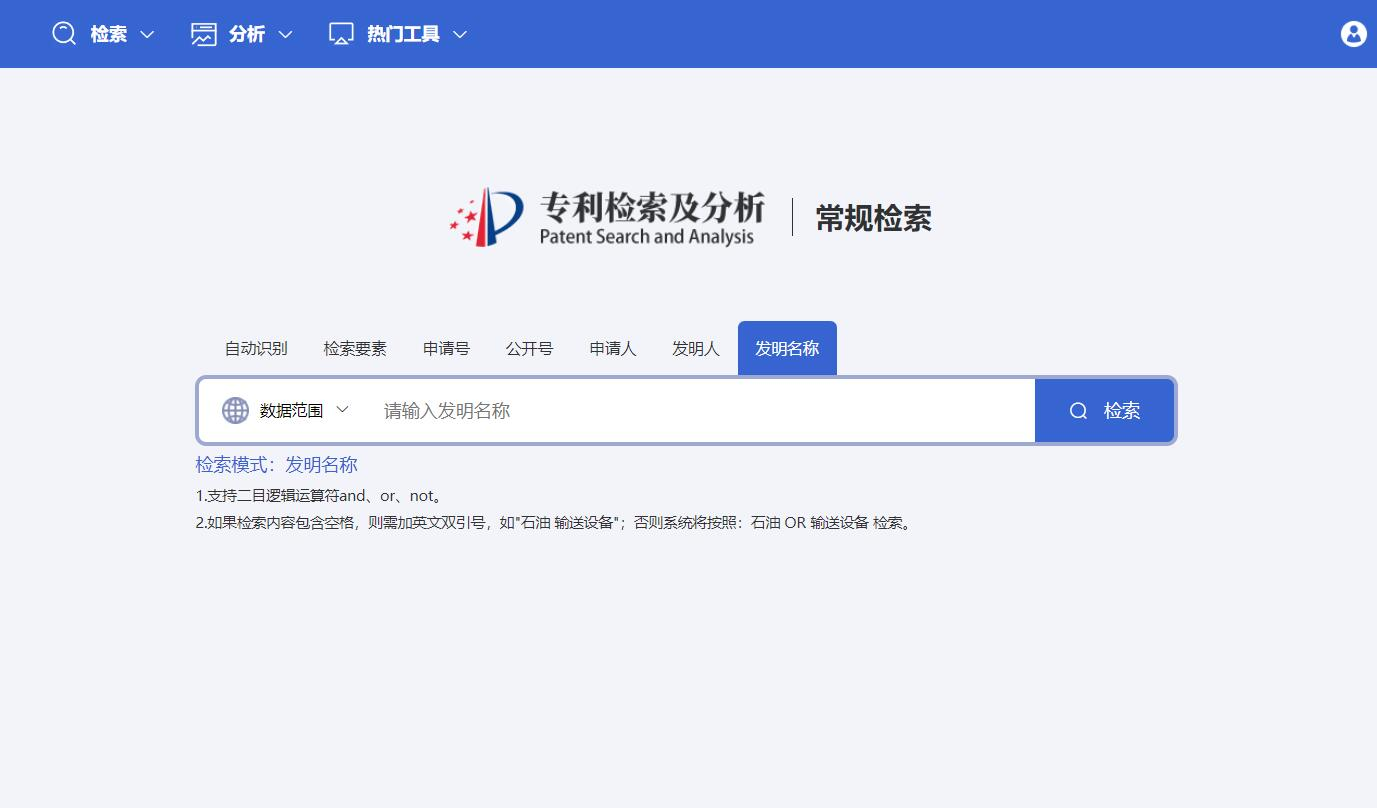 检索 分析 热门工具
专利检索及分析
Patent Search and Analysis
常规检索
自动识别 检索要素 申请号 公开号 申请人 发明人 发明名称
数据范围 请输入发明名称 检索
检索模式：发明名称
1.支持二目逻辑运算符and、or、not。
2.如果检索内容包含空格，则需加英文双引号，如"石油 输送设备"；否则系统将按照：石油 OR 输送设备 检索。